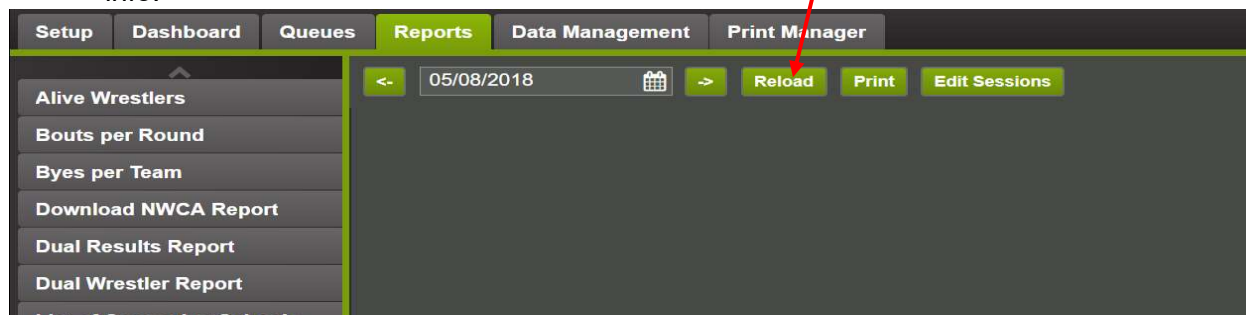 Setup Dashboard Queues Reports Data Management Print Manager
<- 05/08/2018 -> Reload Print Edit Sessions
Alive Wrestlers
Bouts per Round
Byes per Team
Download NWCA Report
Dual Results Report
Dual Wrestler Report